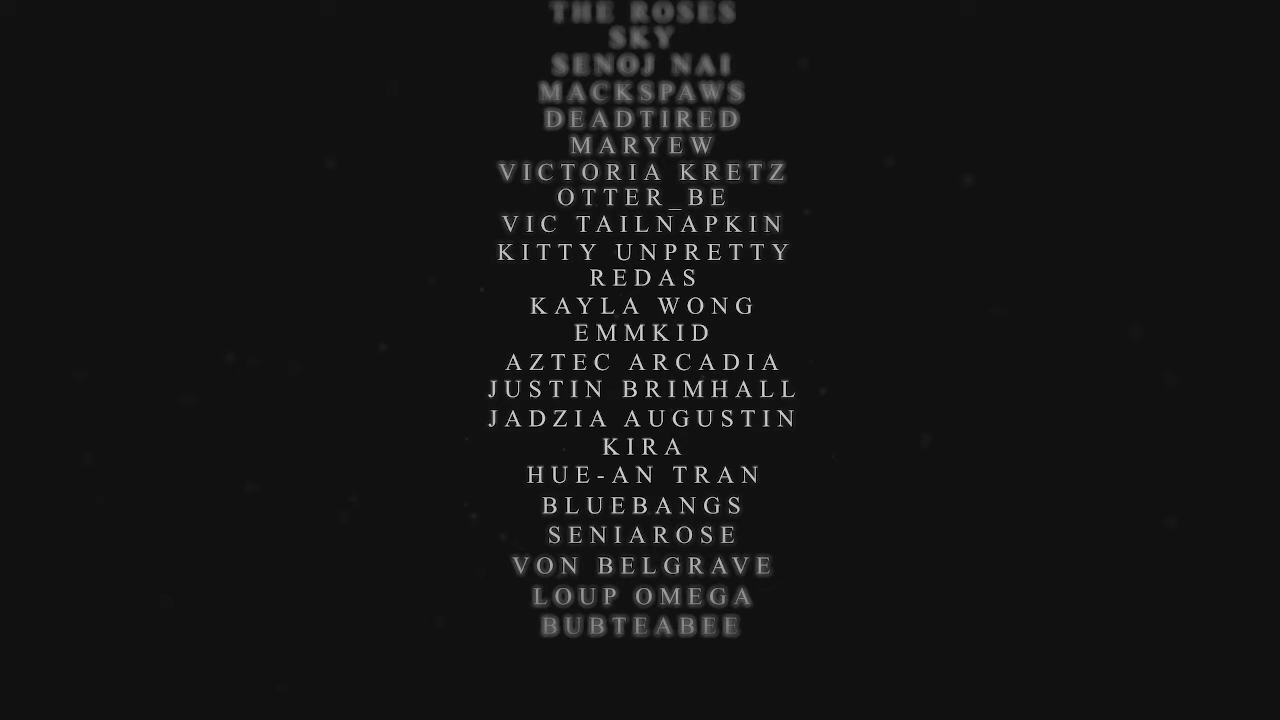 THE ROSES
SKY
SENOJ NAI
MACKSPAWS
DEADTIRED
MARYEW
VICTORIA KRETZ
OTTER_BE
VIC TAILNAPKIN
KITTY UNPRETTY
REDAS
KAYLA WONG
EMMKID
AZTEC ARCADIA
JUSTIN BRIMHALL
JADZIA AUGUSTIN
KIRA
HUE-AN TRAN
BLUEBANGS
SENIAROSE
VON BELGRAVE
LOUP OMEGA
BUBTEABEE